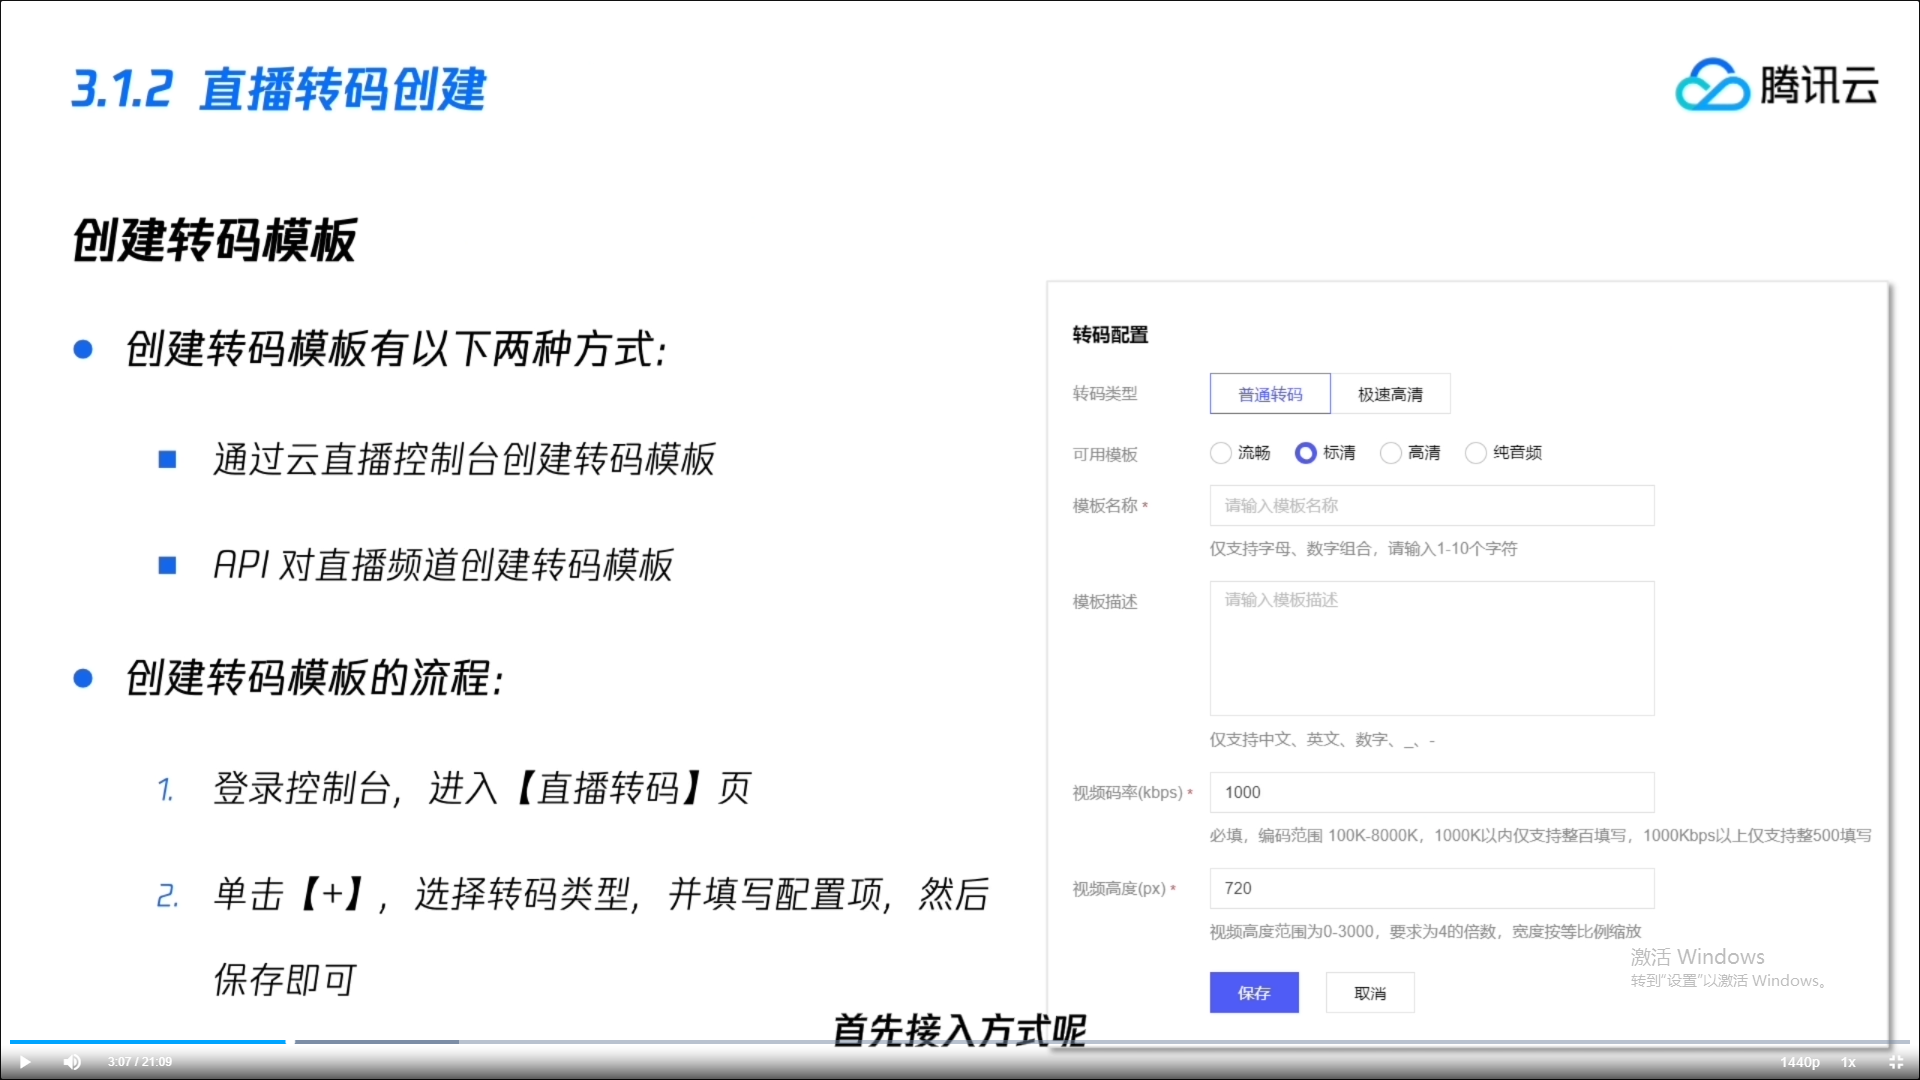 3.1.2 直播转码创建
腾讯云
创建转码模板
创建转码模板有以下两种方式：
通过云直播控制台创建转码模板
API 对直播频道创建转码模板
创建转码模板的流程：
1. 登录控制台，进入【直播转码】页
2. 单击【+】，选择转码类型，并填写配置项，然后
保存即可
转码配置
转码类型 普通转码 极速高清
可用模板 流畅 标清 高清 纯音频
模板名称 * 请输入模板名称
仅支持字母、数字组合，请输入1-10个字符
模板描述 请输入模板描述
仅支持中文、英文、数字、_、-
视频码率(kbps) * 1000
必填，编码范围 100K-8000K，1000K以内仅支持整百填写，1000Kbps以上仅支持整500填写
视频高度(px) * 720
视频高度范围为0-3000，要求为4的倍数，宽度按等比例缩放
保存 取消
激活 Windows
转到“设置”以激活 Windows。
首先接入方式呢
3:07 / 21:09 1440p 1x